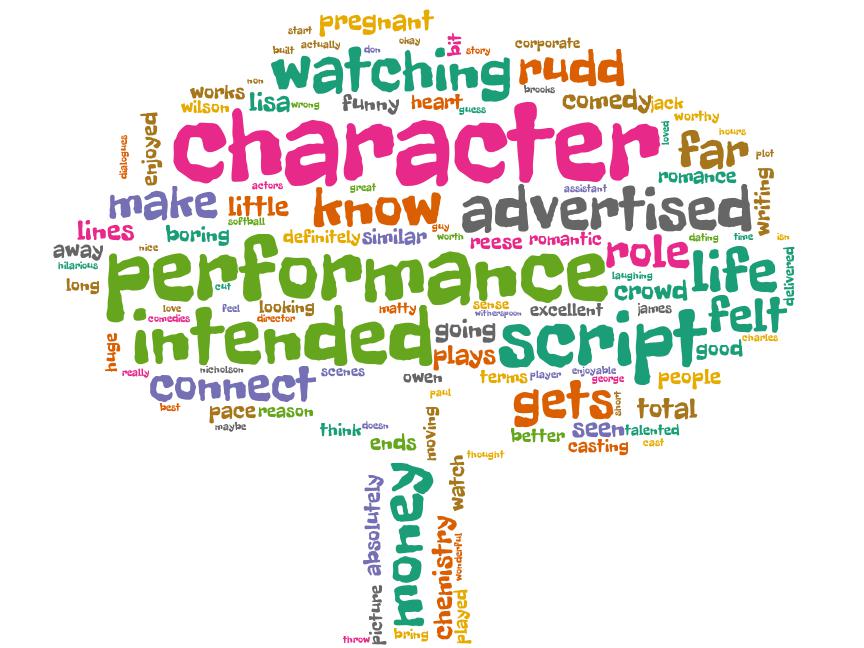 pregnant
start
built actually don okay bit story corporate
watching rudd
works non brooks
wilson lisa wrong funny heart guess comedy jack
worthy
character
dialogues enjoyed loved hours
far plot
romance
actors great assistant
make little know advertised writing
softball
lines boring definitely similar guy worth reese romantic role dating time isn
away nice
hilarious
performance life
long cut laughing crowd delivered
love feel looking matty sense witherspoon excellent james felt
comedies director
intended going script charles
huge plays good
really nicholson scenes owen terms player enjoyable george people
connect
best paul gets short total
pace reason
maybe
think doesn moving better seen talented
ends casting cast
thought
watch
absolutely money chemistry wonderful
picture played
throw bring